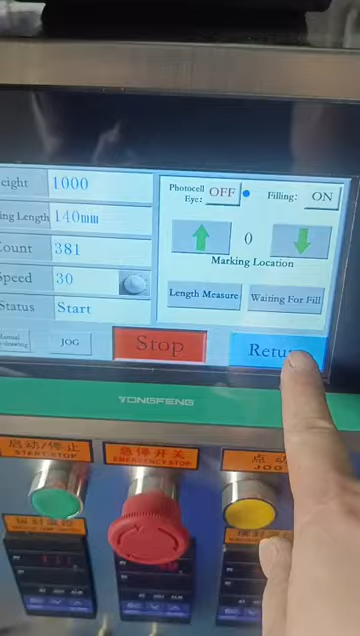 eight 1000
ing Length 140mm
Count 381
Speed 30
Status Start
Photocell Eye: OFF
Filling: ON
0
Marking Location
Length Measure
Waiting For Fill
JOG
Stop
Retu
YONGFENG
启动/停止
START/STOP
急停开关
EMERGENCY STOP
点动
JOG